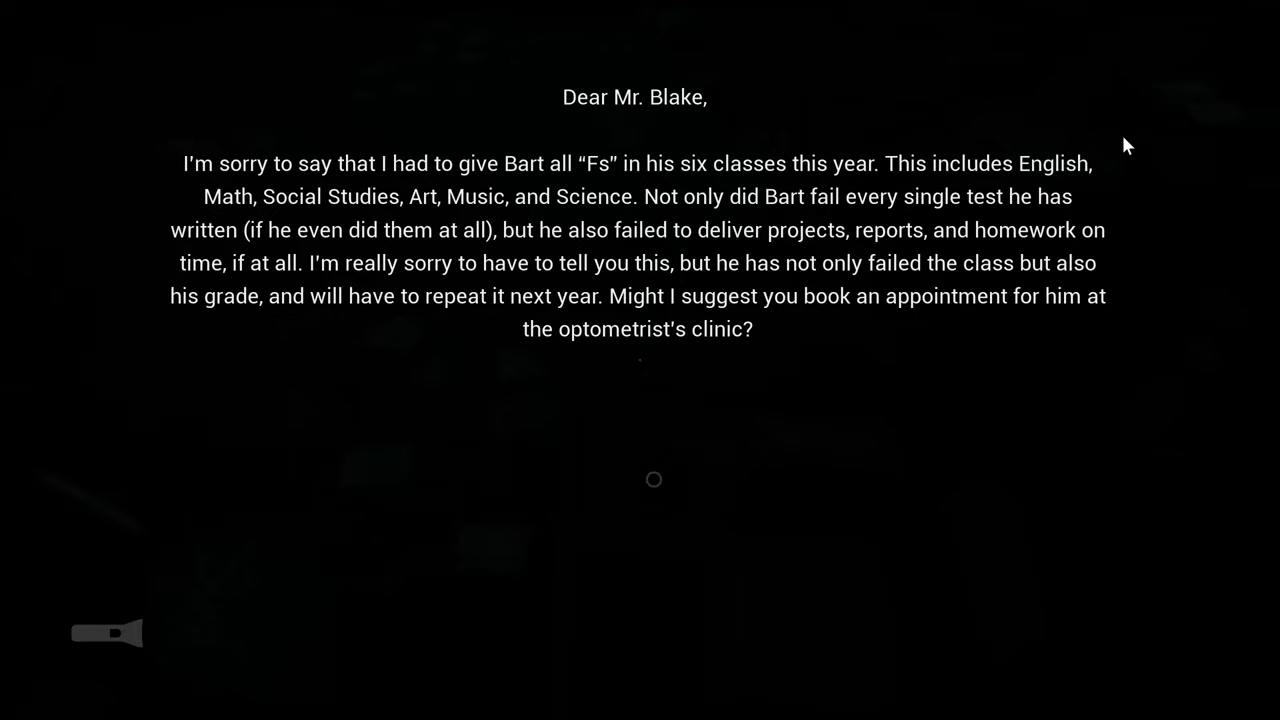 Dear Mr. Blake,
I'm sorry to say that I had to give Bart all “Fs” in his six classes this year. This includes English,
Math, Social Studies, Art, Music, and Science. Not only did Bart fail every single test he has
written (if he even did them at all), but he also failed to deliver projects, reports, and homework on
time, if at all. I'm really sorry to have to tell you this, but he has not only failed the class but also
his grade, and will have to repeat it next year. Might I suggest you book an appointment for him at
the optometrist's clinic?